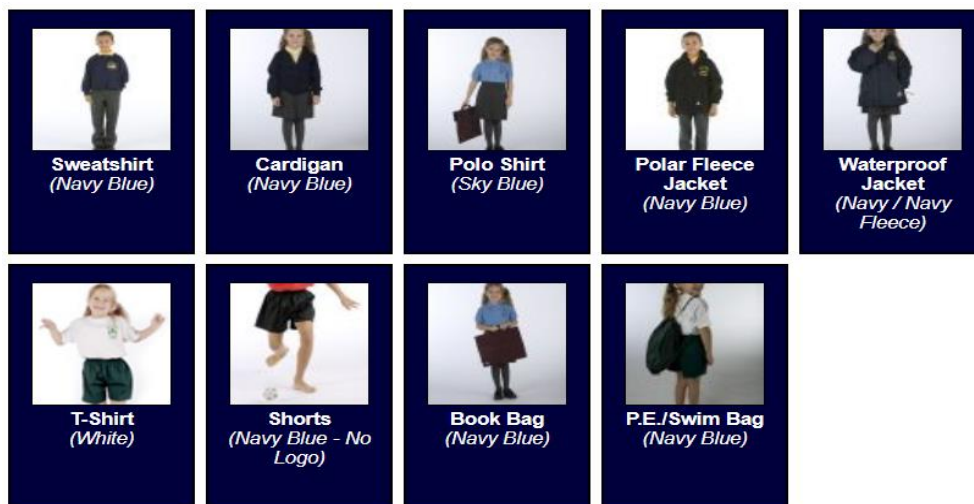 Sweatshirt
(Navy Blue)
Cardigan
(Navy Blue)
Polo Shirt
(Sky Blue)
Polar Fleece
Jacket
(Navy Blue)
Waterproof
Jacket
(Navy / Navy
Fleece)
T-Shirt
(White)
Shorts
(Navy Blue - No
Logo)
Book Bag
(Navy Blue)
P.E./Swim Bag
(Navy Blue)